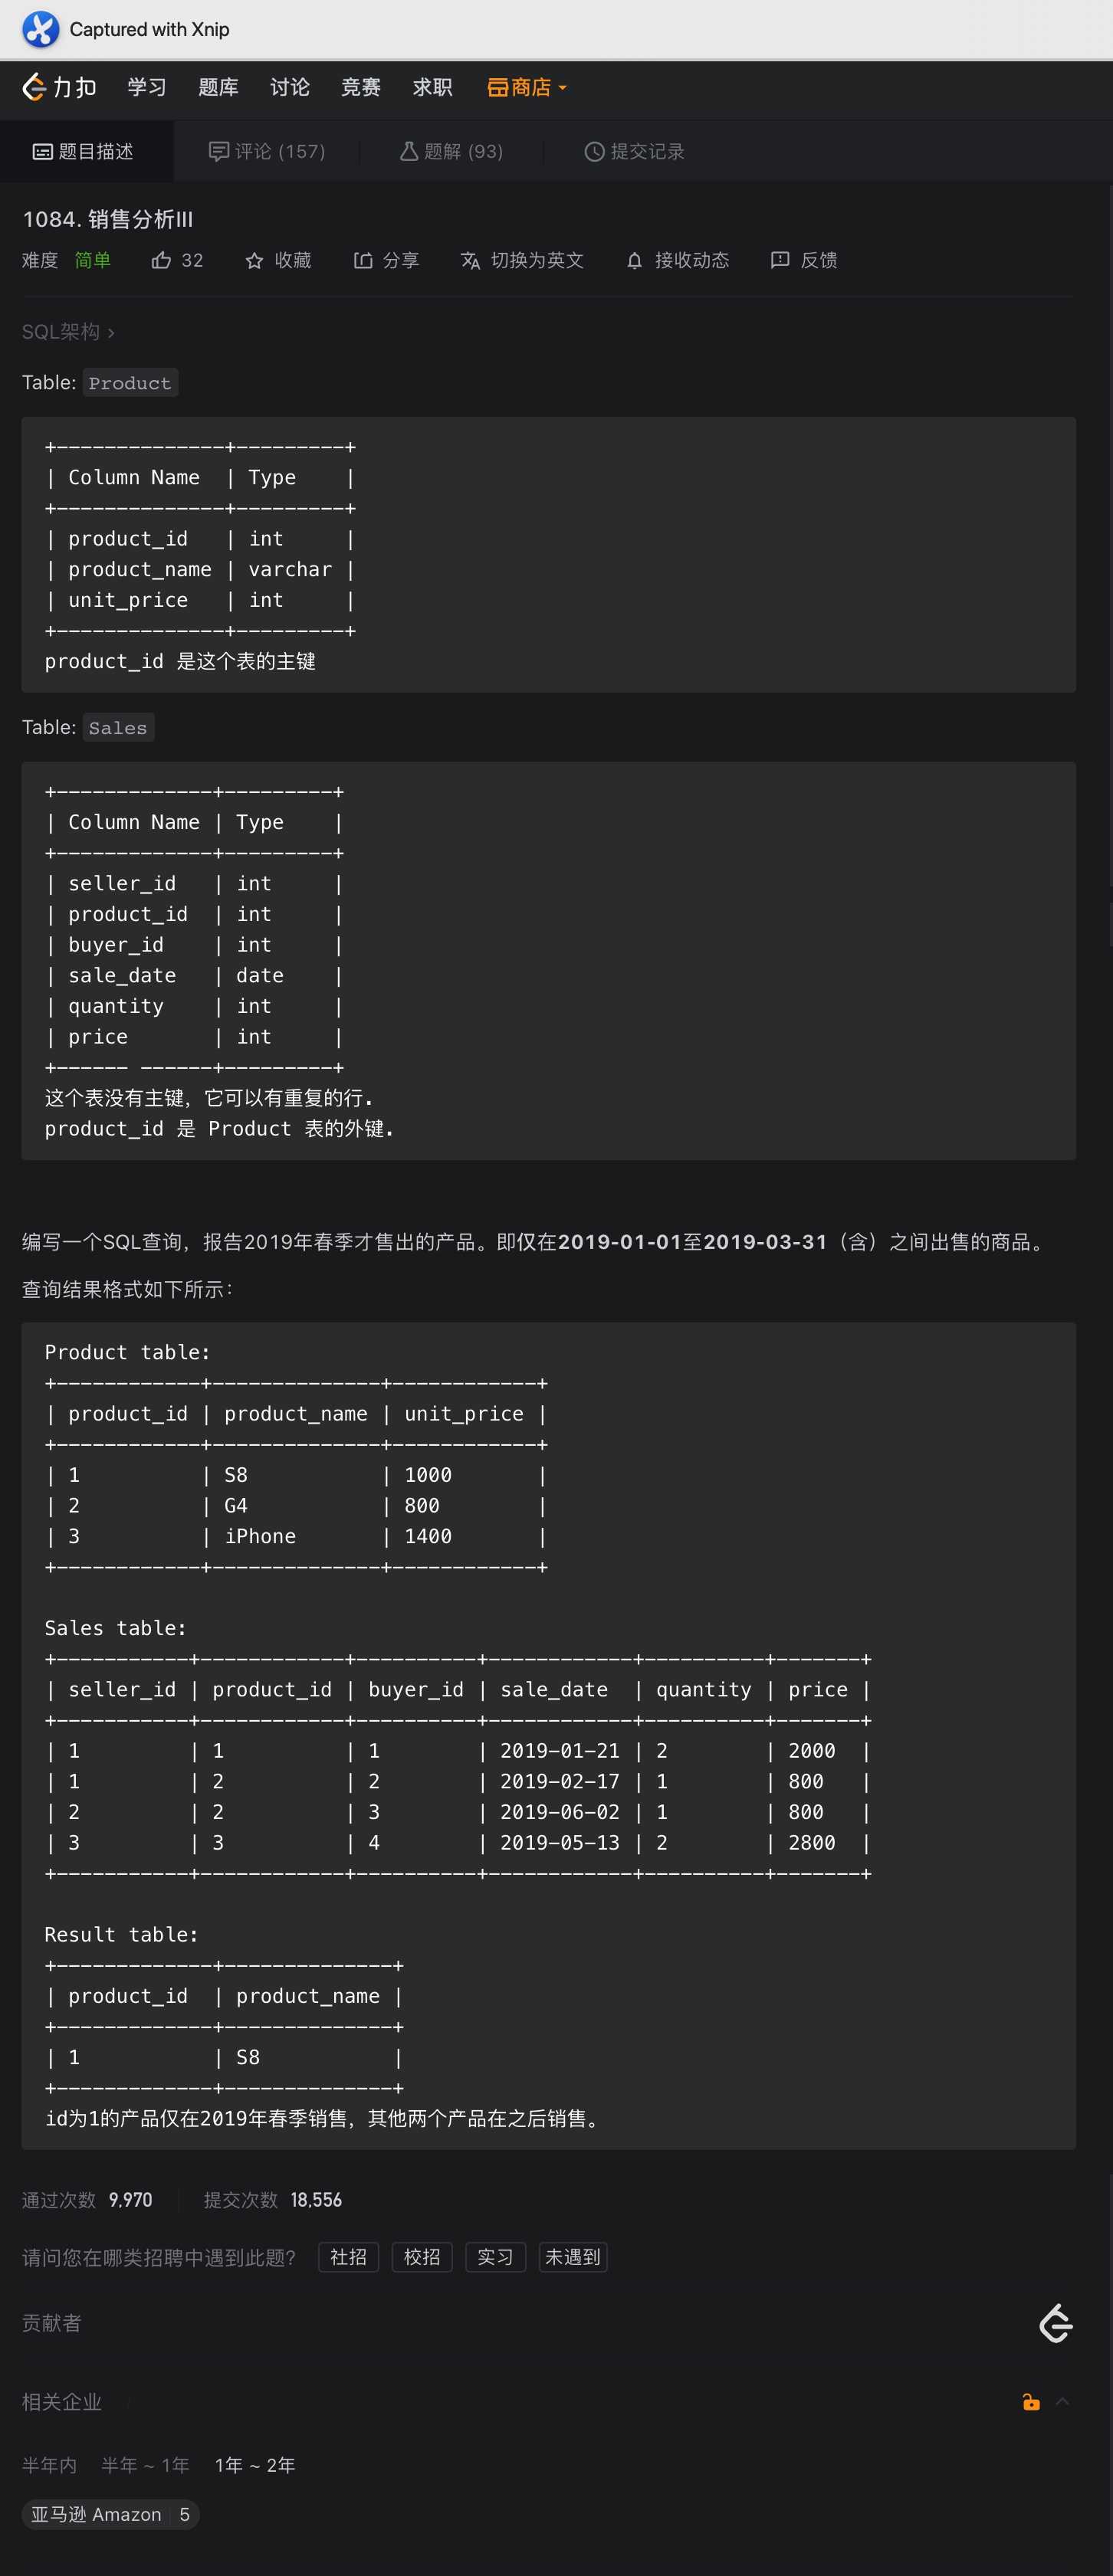 Captured with Xnip
力扣 学习 题库 讨论 竞赛 求职 商店
题目描述 评论 (157) 题解 (93) 提交记录
1084. 销售分析III
难度 简单 32 收藏 分享 切换为英文 接收动态 反馈
SQL架构 ›
Table: Product
+--------------+---------+
| Column Name  | Type    |
+--------------+---------+
| product_id   | int     |
| product_name | varchar |
| unit_price   | int     |
+--------------+---------+
product_id 是这个表的主键
Table: Sales
+-------------+---------+
| Column Name | Type    |
+-------------+---------+
| seller_id   | int     |
| product_id  | int     |
| buyer_id    | int     |
| sale_date   | date    |
| quantity    | int     |
| price       | int     |
+------ ------+---------+
这个表没有主键，它可以有重复的行.
product_id 是 Product 表的外键.
编写一个SQL查询，报告2019年春季才售出的产品。即仅在2019-01-01至2019-03-31（含）之间出售的商品。
查询结果格式如下所示：
Product table:
+------------+--------------+------------+
| product_id | product_name | unit_price |
+------------+--------------+------------+
| 1          | S8           | 1000       |
| 2          | G4           | 800        |
| 3          | iPhone       | 1400       |
+------------+--------------+------------+
Sales table:
+-----------+------------+----------+------------+----------+-------+
| seller_id | product_id | buyer_id | sale_date  | quantity | price |
+-----------+------------+----------+------------+----------+-------+
| 1         | 1          | 1        | 2019-01-21 | 2        | 2000  |
| 1         | 2          | 2        | 2019-02-17 | 1        | 800   |
| 2         | 2          | 3        | 2019-06-02 | 1        | 800   |
| 3         | 3          | 4        | 2019-05-13 | 2        | 2800  |
+-----------+------------+----------+------------+----------+-------+
Result table:
+-------------+--------------+
| product_id  | product_name |
+-------------+--------------+
| 1           | S8           |
+-------------+--------------+
id为1的产品仅在2019年春季销售，其他两个产品在之后销售。
通过次数 9,970 提交次数 18,556
请问您在哪类招聘中遇到此题？ 社招 校招 实习 未遇到
贡献者
相关企业
半年内 半年 ~ 1年 1年 ~ 2年
亚马逊 Amazon 5